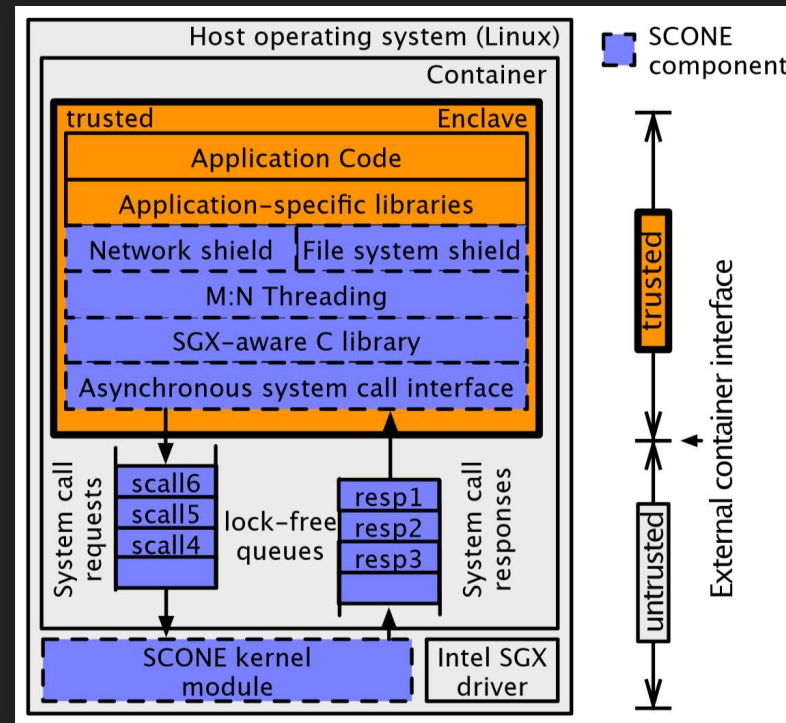 Host operating system (Linux)
SCONE
component
Container
trusted
Enclave
Application Code
Application-specific libraries
Network shield
File system shield
M:N Threading
SGX-aware C library
Asynchronous system call interface
System call
requests
scall6
scall5
scall4
lock-free
queues
resp1
resp2
resp3
System call
responses
SCONE kernel
module
Intel SGX
driver
trusted
untrusted
External container interface